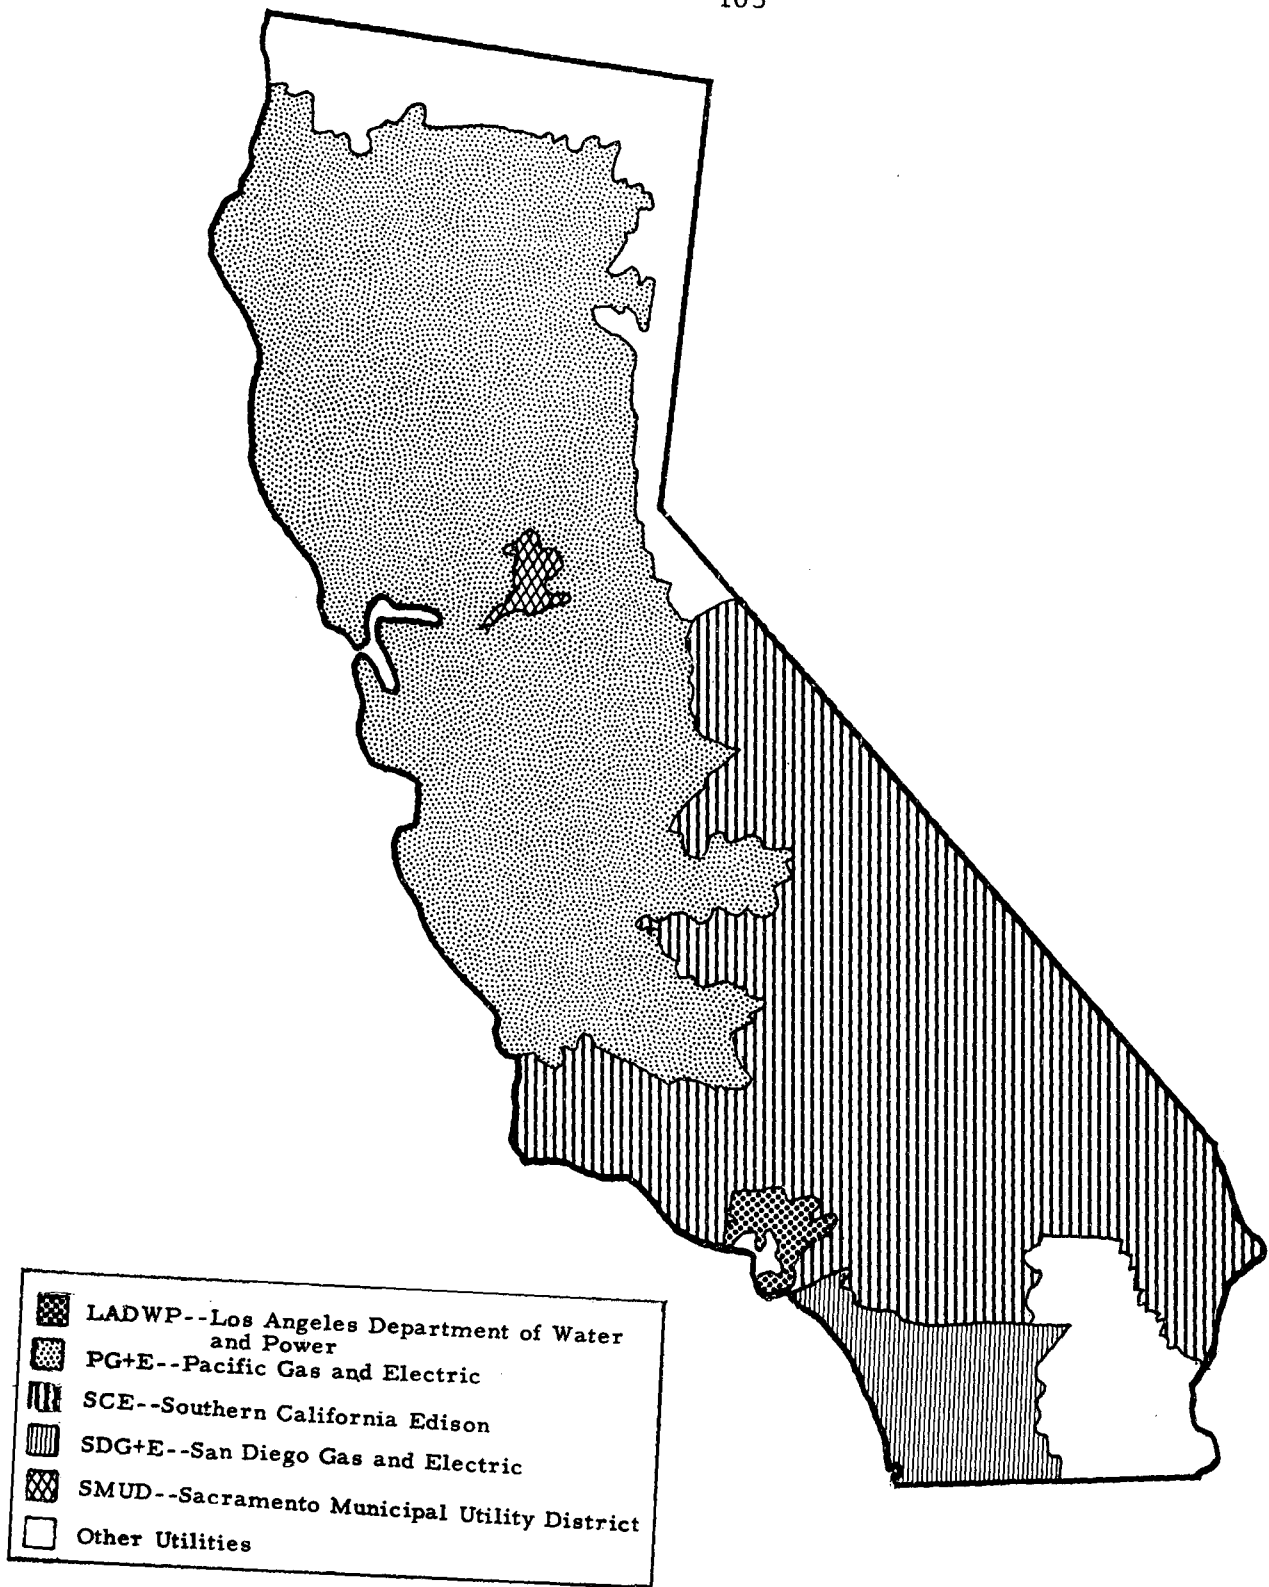 LADWP--Los Angeles Department of Water
and Power
PG+E--Pacific Gas and Electric
SCE--Southern California Edison
SDG+E--San Diego Gas and Electric
SMUD--Sacramento Municipal Utility District
Other Utilities